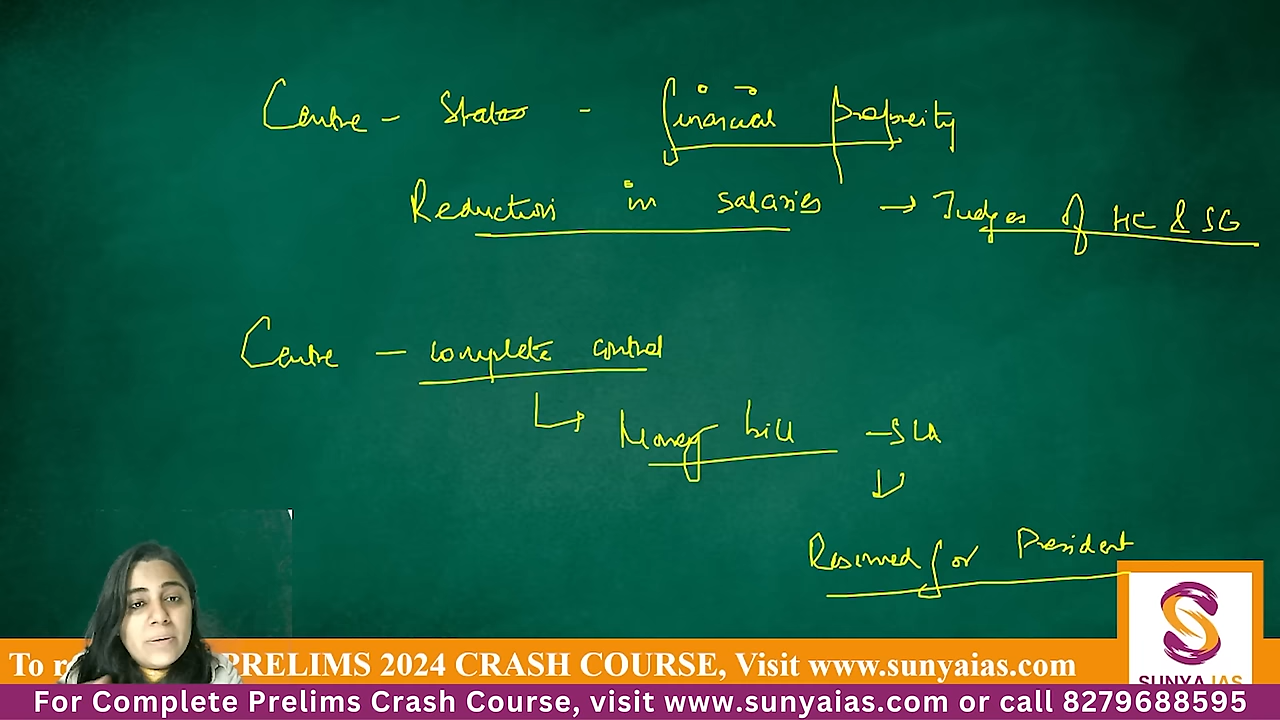 Centre - States - financial propreity
Reduction in salaries → Judges of HC & SC
Centre - complete control
↳ Money bill - SLA
↓
Reserved for President
To re PRELIMS 2024 CRASH COURSE, Visit www.sunyaias.com
SUNYA IAS
For Complete Prelims Crash Course, visit www.sunyaias.com or call 8279688595